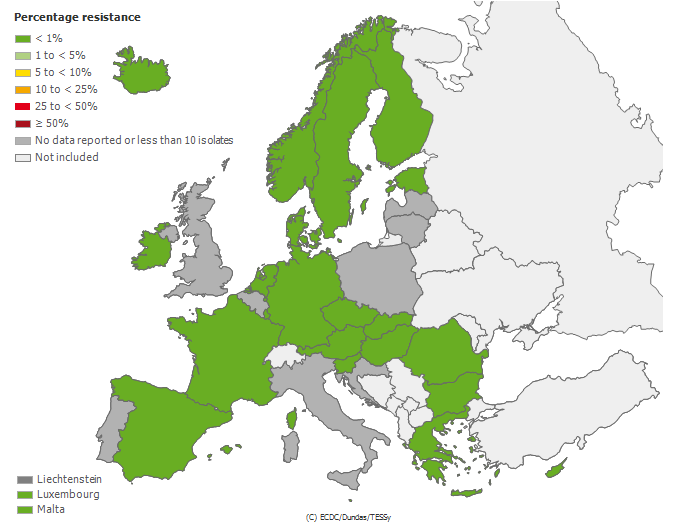 Percentage resistance
< 1%
1 to < 5%
5 to < 10%
10 to < 25%
25 to < 50%
≥ 50%
No data reported or less than 10 isolates
Not included
Liechtenstein
Luxembourg
Malta
(C) ECDC/Dundas/TESSy